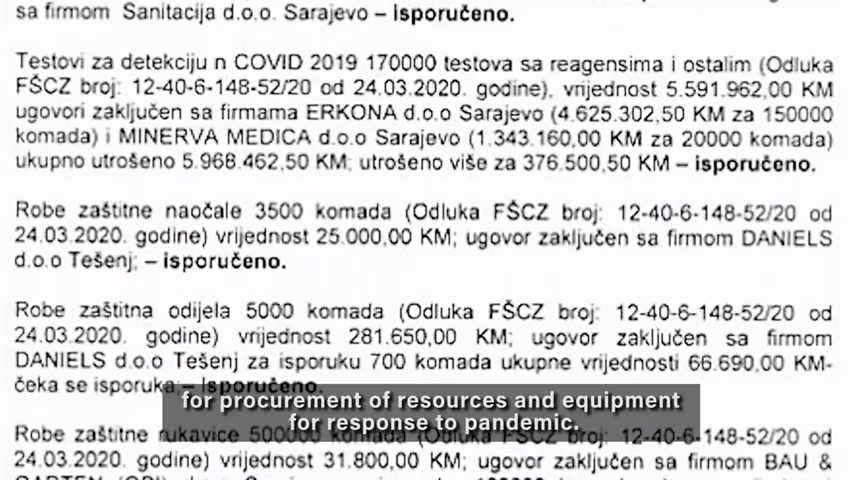 sa firmom Sanitacija d.o.o. Sarajevo – isporučeno.
Testovi za detekciju n COVID 2019 170000 testova sa reagensima i ostalim (Odluka
FŠCZ broj: 12-40-6-148-52/20 od 24.03.2020. godine), vrijednost 5.591.962,00 KM
ugovori zaključen sa firmama ERKONA d.o.o Sarajevo (4.625.302,50 KM za 150000
komada) i MINERVA MEDICA d.o.o Sarajevo (1.343.160,00 KM za 20000 komada)
ukupno utrošeno 5.968.462,50 KM; utrošeno više za 376.500,50 KM – isporučeno.
Robe zaštitne naočale 3500 komada (Odluka FŠCZ broj: 12-40-6-148-52/20 od
24.03.2020. godine) vrijednost 25.000,00 KM; ugovor zaključen sa firmom DANIELS
d.o.o Tešenj; – isporučeno.
Robe zaštitna odijela 5000 komada (Odluka FŠCZ broj: 12-40-6-148-52/20 od
24.03.2020. godine) vrijednost 281.650,00 KM; ugovor zaključen sa firmom
DANIELS d.o.o Tešenj za isporuku 700 komada ukupne vrijednosti 66.690,00 KM-
čeka se isporuka; – Isporučeno.
for procurement of resources and equipment
for response to pandemic.
Robe zaštitne rukavice 500000 komada (Odluka FŠCZ broj: 12-40-6-148-52/20 od
24.03.2020. godine) vrijednost 31.800,00 KM; ugovor zaključen sa firmom BAU &